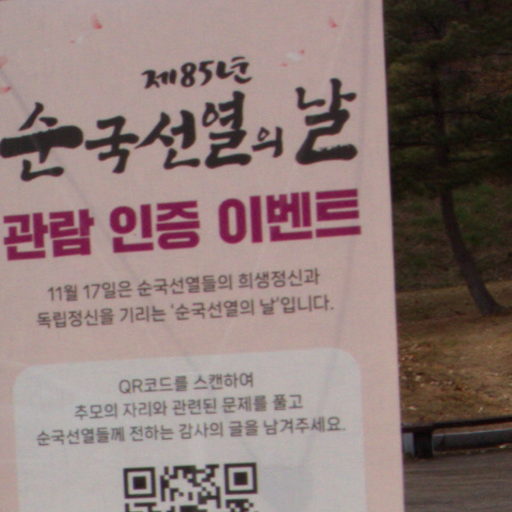 제85년
순국선열의 날
관람 인증 이벤트
11월 17일은 순국선열들의 희생정신과
독립정신을 기리는 '순국선열의 날'입니다.
QR코드를 스캔하여
추모의 자리와 관련된 문제를 풀고
순국선열들께 전하는 감사의 글을 남겨주세요.